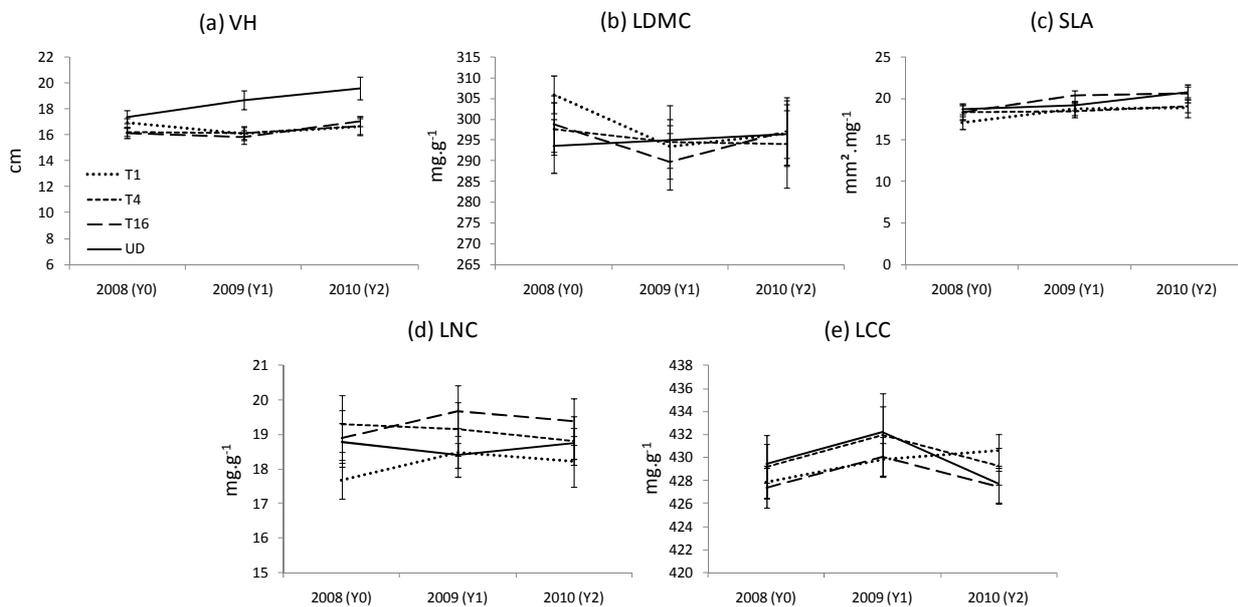 (a) VH
22
20
18
16
14
12
10
8
6
cm
T1
T4
T16
UD
2008 (Y0) 2009 (Y1) 2010 (Y2)
(b) LDMC
315
310
305
300
295
290
285
280
275
270
265
mg.g-1
2008 (Y0) 2009 (Y1) 2010 (Y2)
(c) SLA
25
20
15
10
5
0
mm².mg-1
2008 (Y0) 2009 (Y1) 2010 (Y2)
(d) LNC
21
20
19
18
17
16
15
mg.g-1
2008 (Y0) 2009 (Y1) 2010 (Y2)
(e) LCC
438
436
434
432
430
428
426
424
422
420
mg.g-1
2008 (Y0) 2009 (Y1) 2010 (Y2)